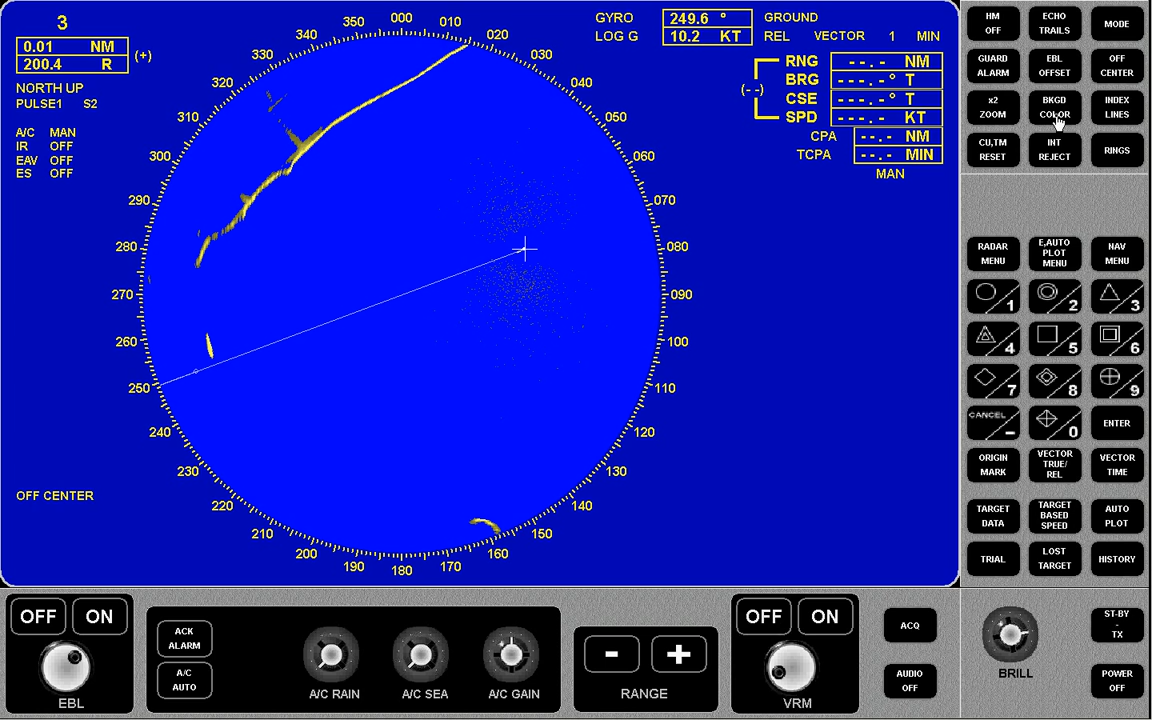 3
0.01 NM
200.4 R
(+)
NORTH UP
PULSE1 S2
A/C MAN
IR OFF
EAV OFF
ES OFF
OFF CENTER
000
010
020
030
040
050
060
070
080
090
100
110
120
130
140
150
160
170
180
190
200
210
220
230
240
250
260
270
280
290
300
310
320
330
340
350
GYRO 249.6 ° GROUND
LOG G 10.2 KT REL VECTOR 1 MIN
RNG --.- NM
BRG ---.-° T
(--)
CSE ---.-° T
SPD ---.- KT
CPA --.- NM
TCPA --.- MIN
MAN
HM OFF
ECHO TRAILS
MODE
GUARD ALARM
EBL OFFSET
OFF CENTER
x2 ZOOM
BKGD COLOR
INDEX LINES
CU,TM RESET
INT REJECT
RINGS
RADAR MENU
E,AUTO PLOT MENU
NAV MENU
1
2
3
4
5
6
7
8
9
CANCEL -
0
ENTER
ORIGIN MARK
VECTOR TRUE/ REL
VECTOR TIME
TARGET DATA
TARGET BASED SPEED
AUTO PLOT
TRIAL
LOST TARGET
HISTORY
OFF ON
EBL
ACK ALARM
A/C AUTO
A/C RAIN
A/C SEA
A/C GAIN
- +
RANGE
OFF ON
VRM
ACQ
AUDIO OFF
BRILL
ST-BY - TX
POWER OFF